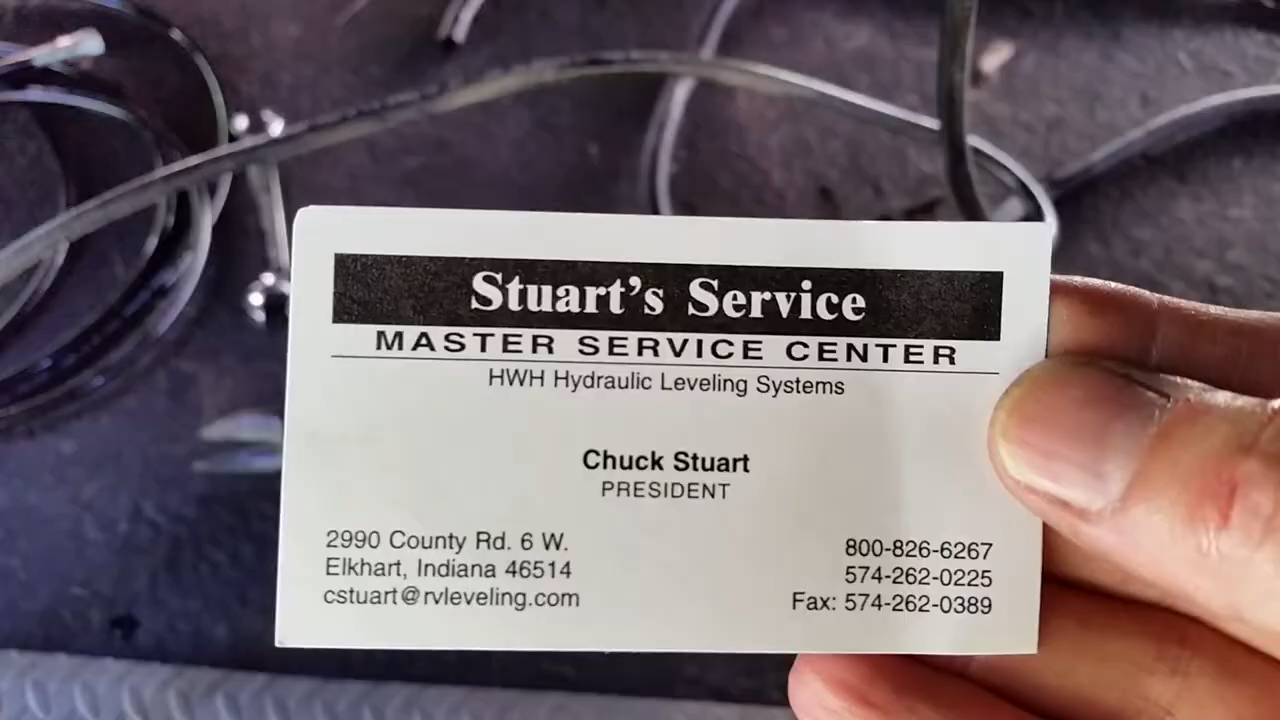 Stuart's Service
MASTER SERVICE CENTER
HWH Hydraulic Leveling Systems
Chuck Stuart
PRESIDENT
2990 County Rd. 6 W.
Elkhart, Indiana 46514
cstuart@rvleveling.com
800-826-6267
574-262-0225
Fax: 574-262-0389